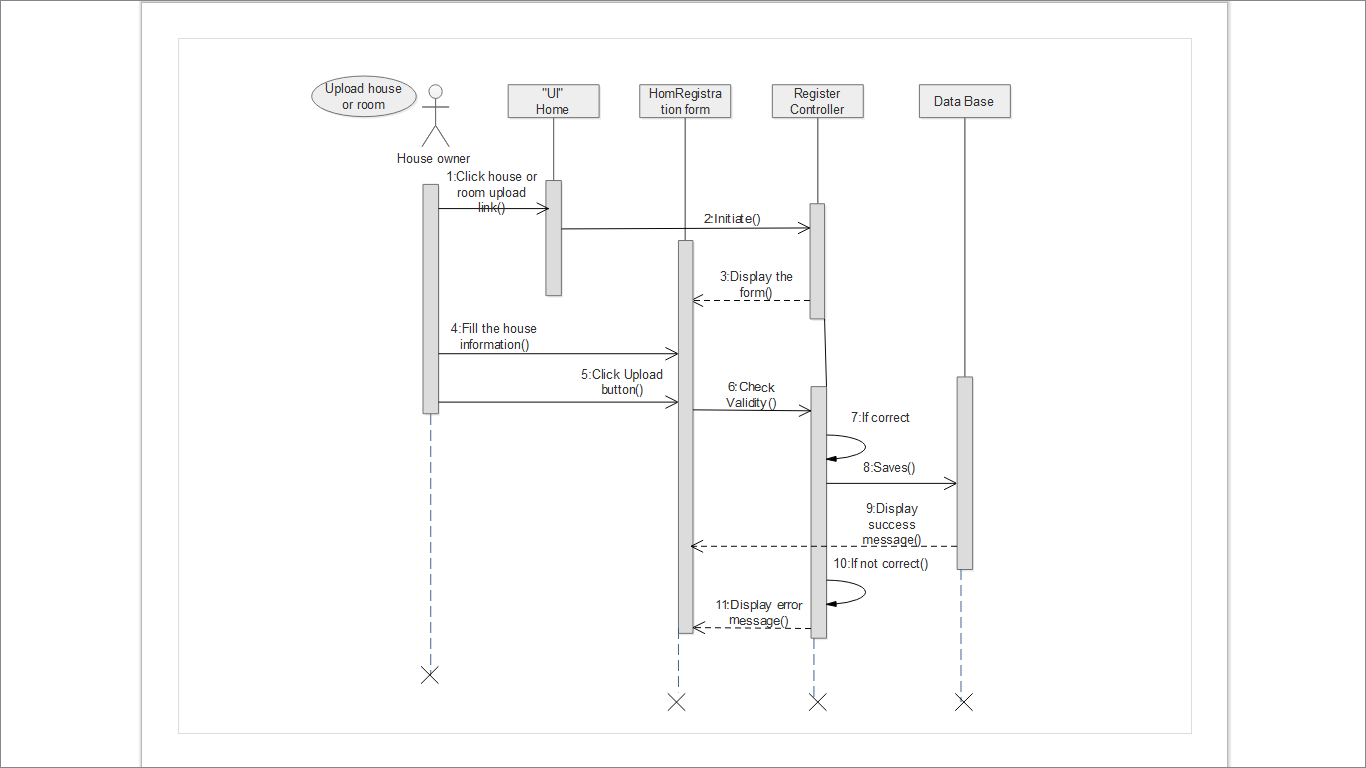 Upload house
or room
House owner
"UI"
Home
HomRegistra
tion form
Register
Controller
Data Base
1:Click house or
room upload
link()
2:Initiate()
3:Display the
form()
4:Fill the house
information()
5:Click Upload
button()
6:Check
Validity()
7:If correct
8:Saves()
9:Display
success
message()
10:If not correct()
11:Display error
message()